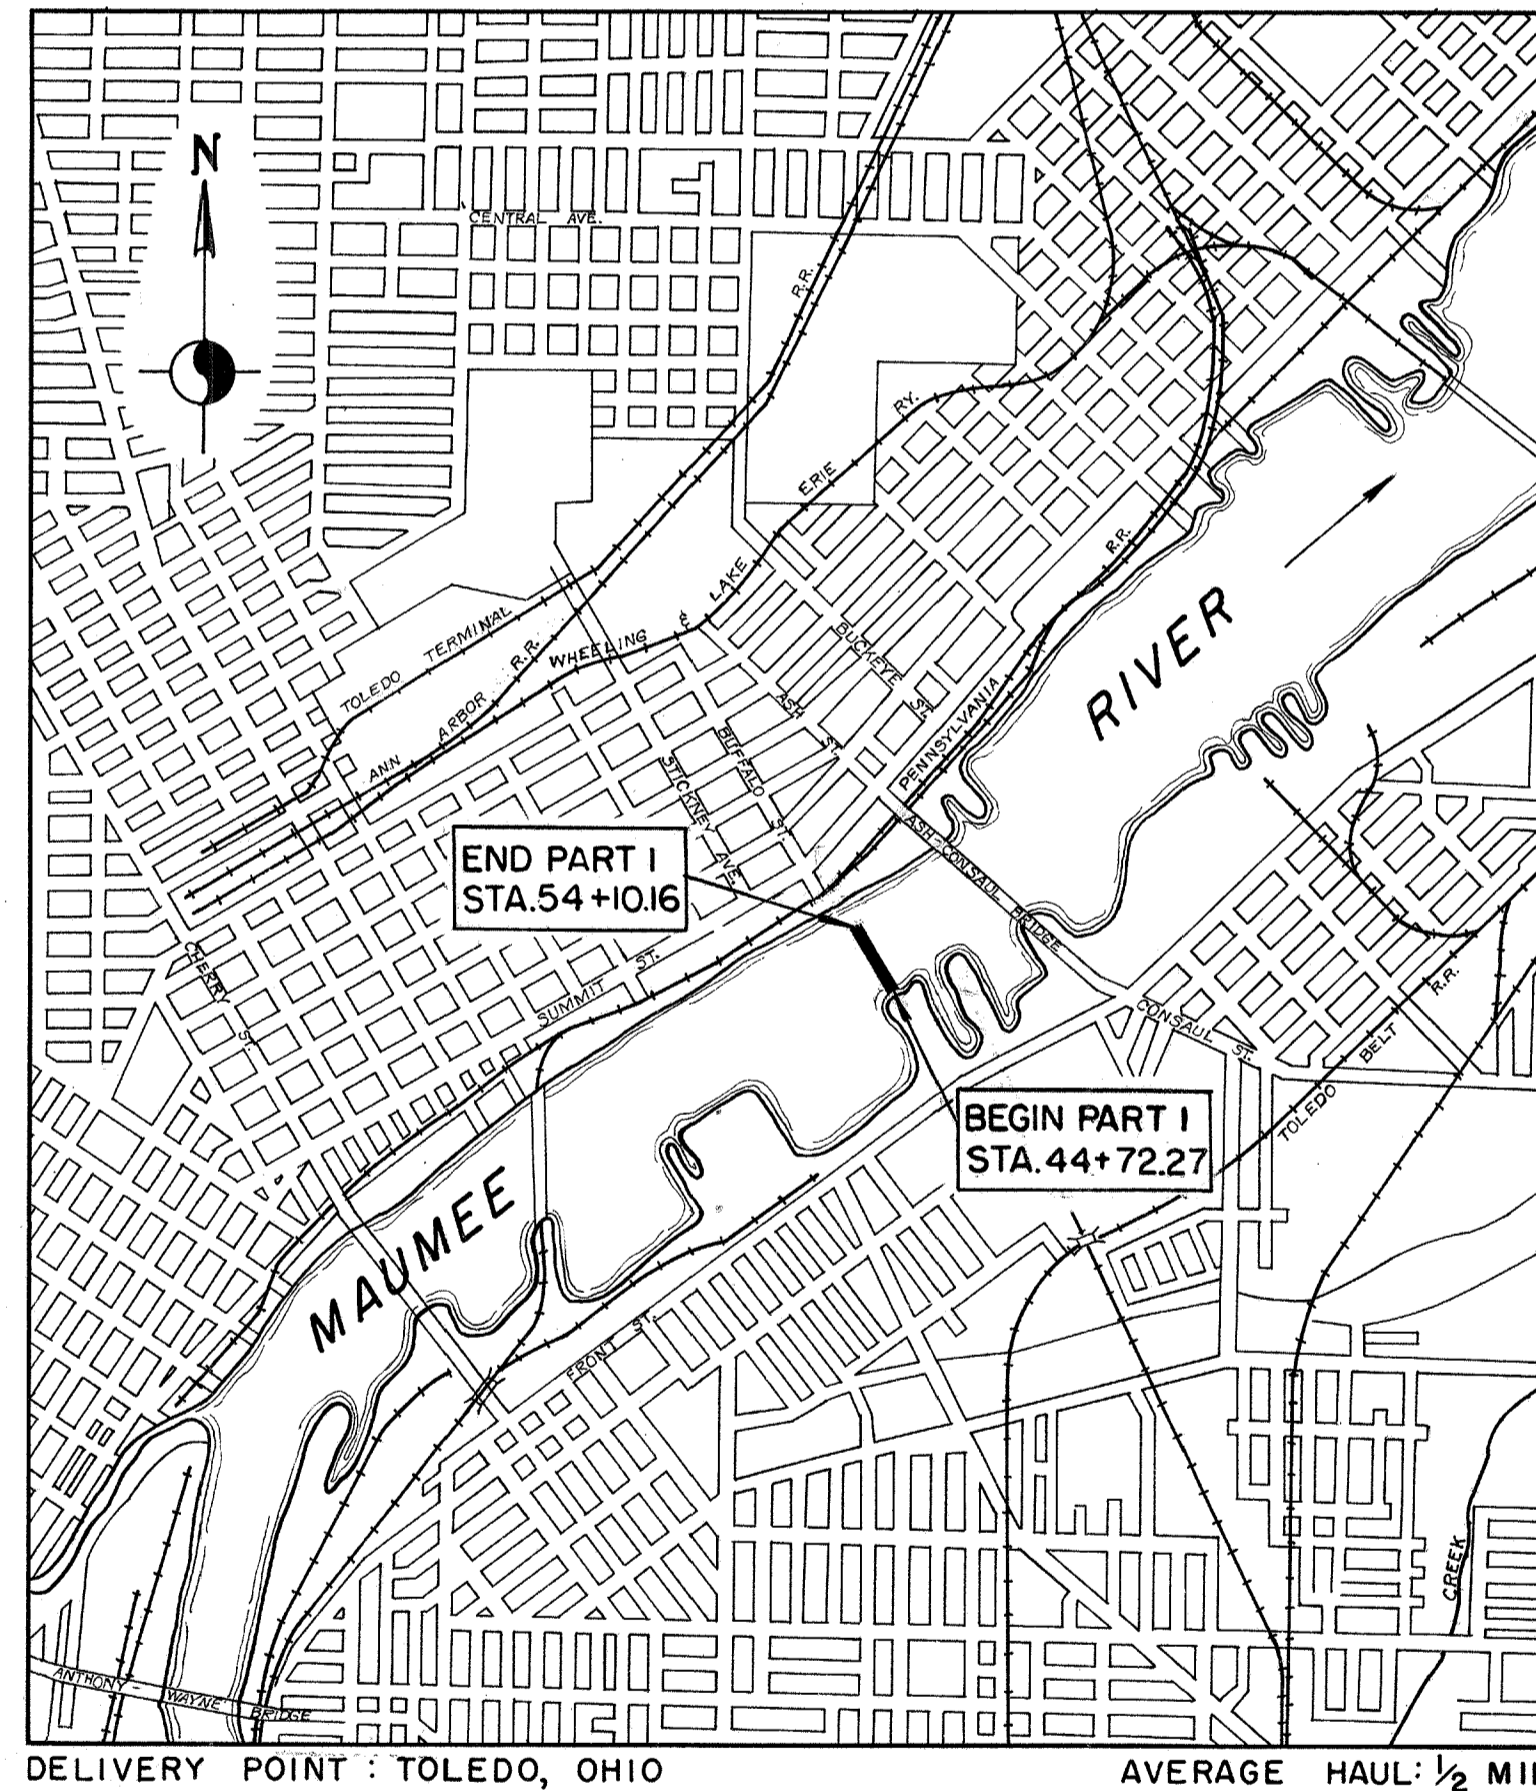 N
CENTRAL AVE.
R.R.
RY.
ERIE
LAKE
&
WHEELING
TOLEDO TERMINAL
R.R.
ANN ARBOR R.R.
BUCKEYE ST.
ASH ST.
BUFFALO ST.
STICKNEY AVE.
PENNSYLVANIA
RIVER
ASH-CONSAUL BRIDGE
END PART 1
STA.54+10.16
CHERRY ST.
SUMMIT ST.
CONSAUL ST.
R.R.
BELT
TOLEDO
BEGIN PART 1
STA.44+72.27
MAUMEE
FRONT ST.
CREEK
ANTHONY - WAYNE BRIDGE
DELIVERY POINT : TOLEDO, OHIO
AVERAGE HAUL: ½ MI